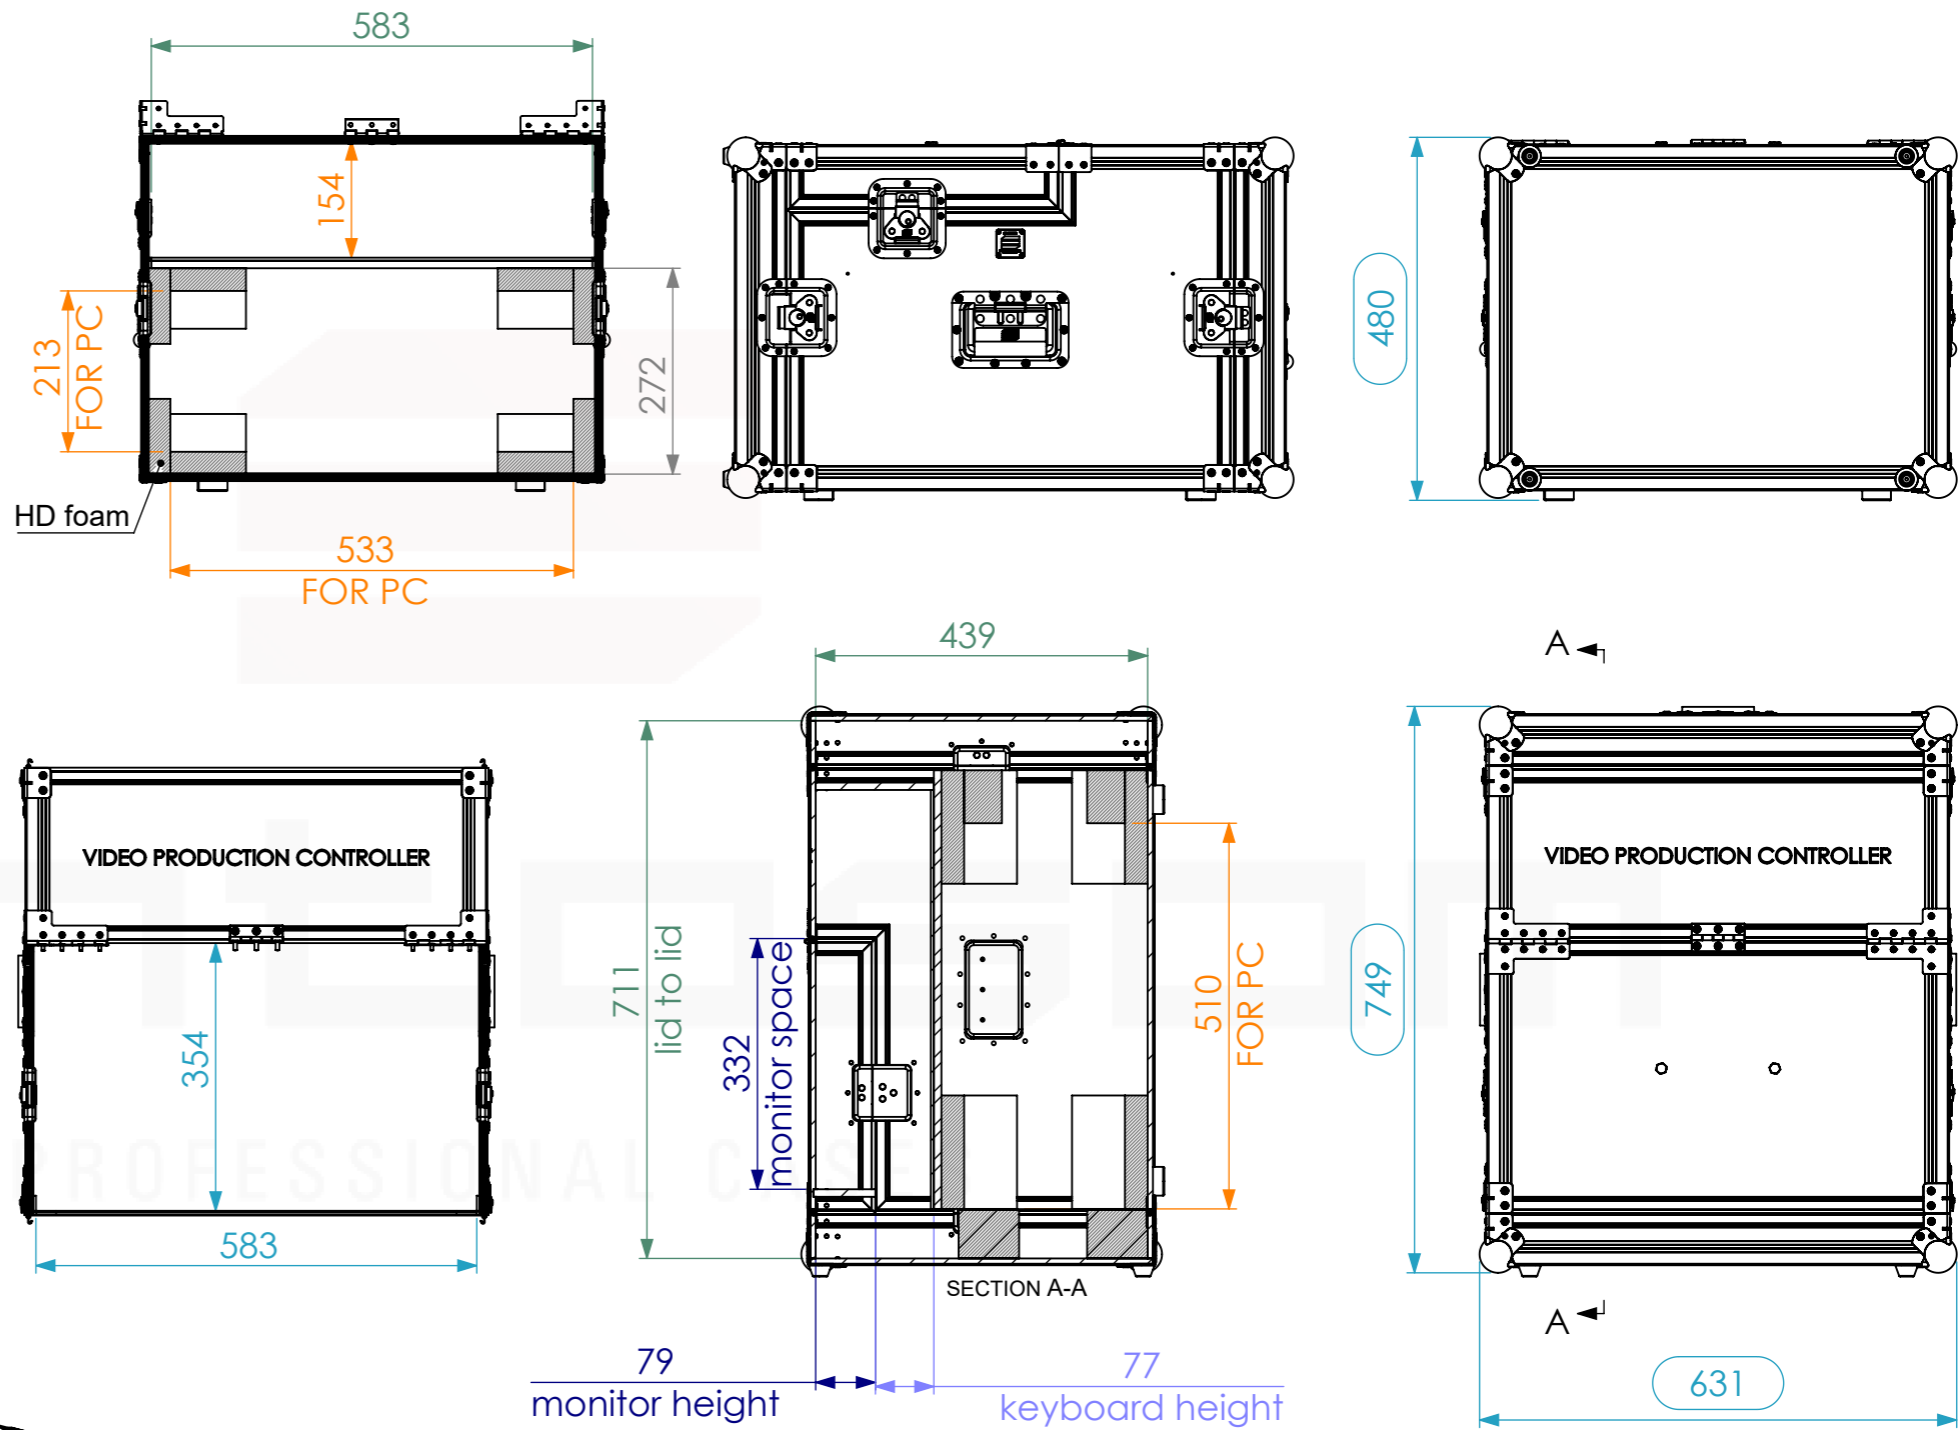 583
154
213
FOR PC
272
HD foam
533
FOR PC
480
439
A
VIDEO PRODUCTION CONTROLLER
354
583
711
lid to lid
332
monitor space
510
FOR PC
SECTION A-A
79
monitor height
77
keyboard height
749
VIDEO PRODUCTION CONTROLLER
A
631
PROFESSIONAL CASES